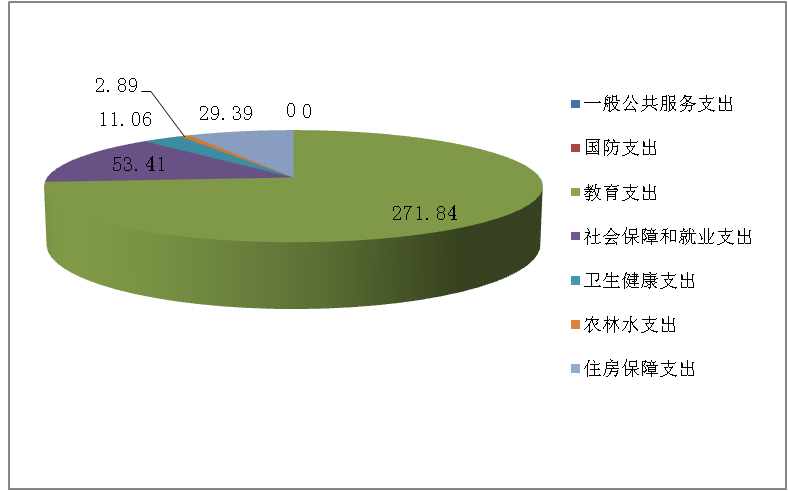 2.89
11.06
29.39
0
0
53.41
271.84
一般公共服务支出
国防支出
教育支出
社会保障和就业支出
卫生健康支出
农林水支出
住房保障支出